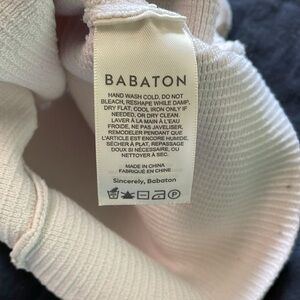 BABATON
HAND WASH COLD, DO NOT
BLEACH, RESHAPE WHILE DAMP,
DRY FLAT, COOL IRON ONLY IF
NEEDED, OR DRY CLEAN.
LAVER À LA MAIN À L'EAU
FROIDE, NE PAS JAVELISER,
REMODELER PENDANT QUE
L'ARTICLE EST ENCORE HUMIDE,
SÉCHER À PLAT, REPASSAGE
DOUX SI NÉCESSAIRE, OU
NETTOYER À SEC.
MADE IN CHINA
FABRIQUÉ EN CHINE
Sincerely, Babaton